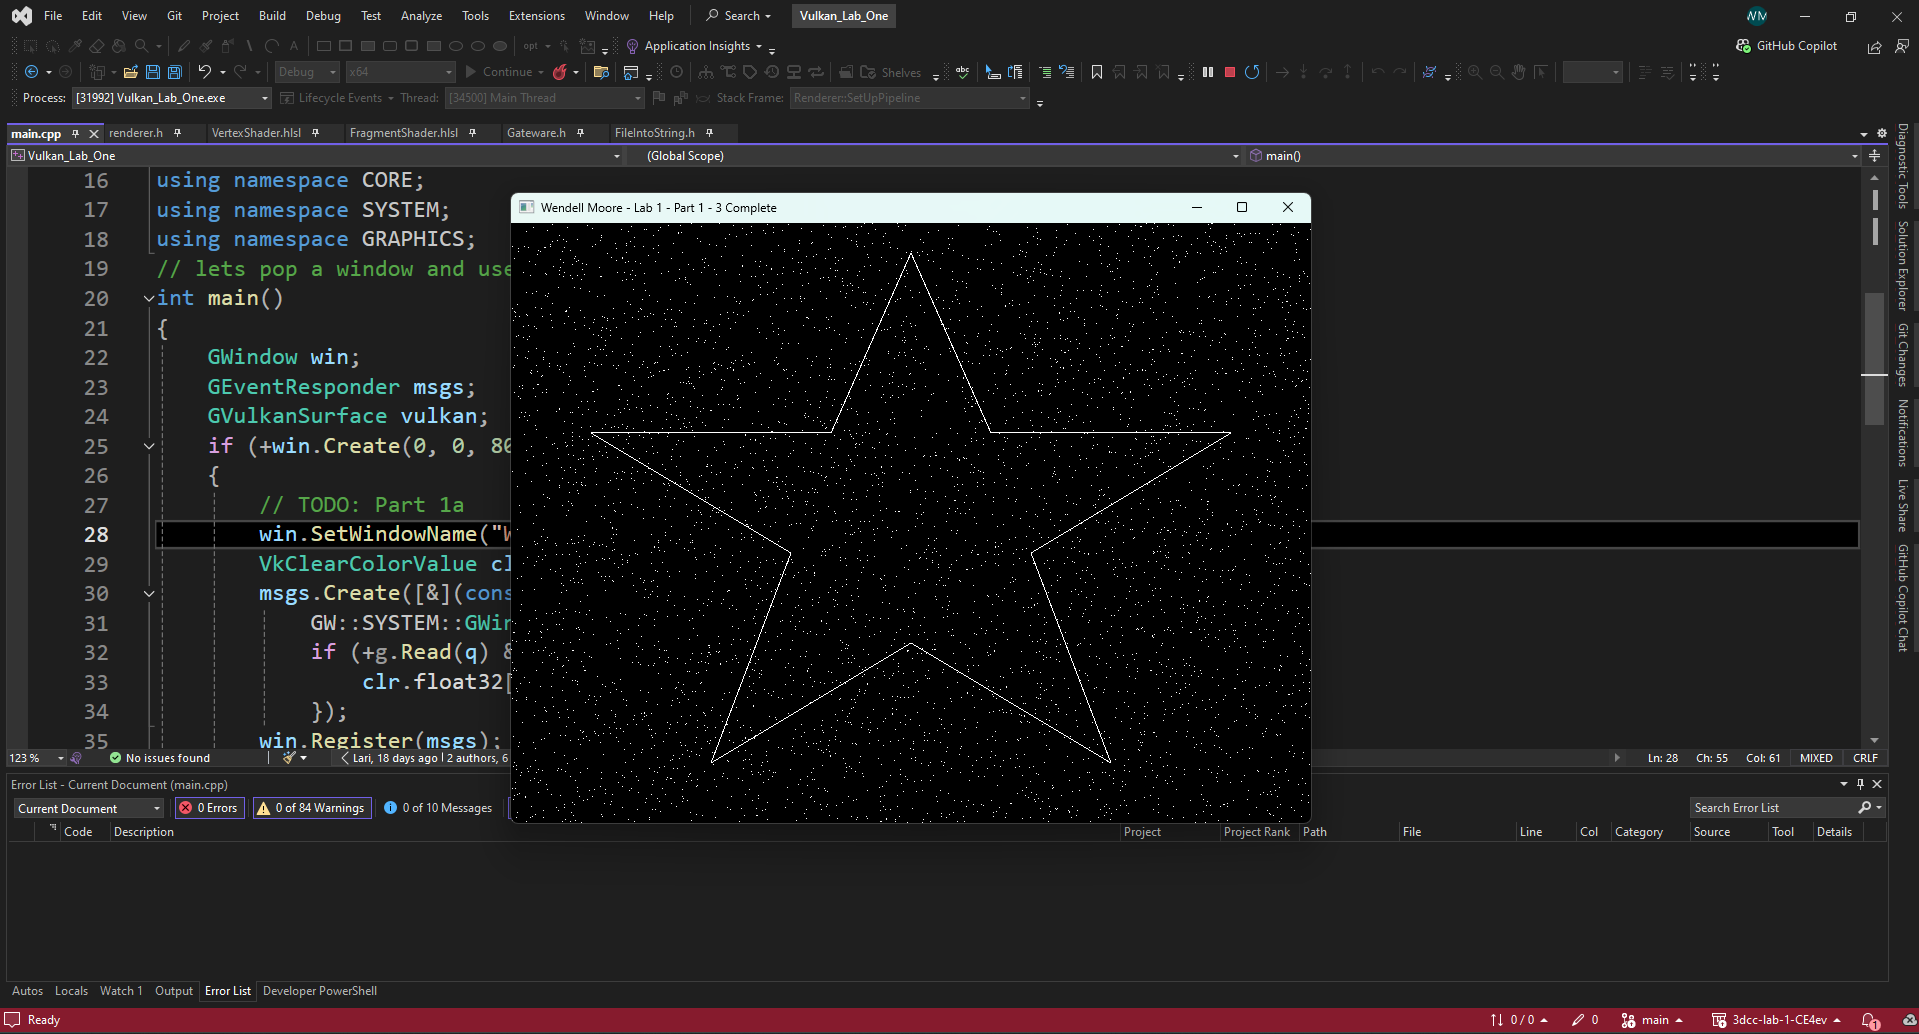 File Edit View Git Project Build Debug Test Analyze Tools Extensions Window Help Search Vulkan_Lab_One WM
A opt Application Insights GitHub Copilot
Debug x64 Continue Shelves abc
Process: [31992] Vulkan_Lab_One.exe Lifecycle Events Thread: [34500] Main Thread Stack Frame: Renderer::SetUpPipeline
main.cpp renderer.h VertexShader.hlsl FragmentShader.hlsl Gateware.h FileIntoString.h
Vulkan_Lab_One (Global Scope) main()
16 using namespace CORE;
17 using namespace SYSTEM;
18 using namespace GRAPHICS;
19 // lets pop a window and use
20 int main()
21 {
22 GWindow win;
23 GEventResponder msgs;
24 GVulkanSurface vulkan;
25 if (+win.Create(0, 0, 80
26 {
27 // TODO: Part 1a
28 win.SetWindowName("W
29 VkClearColorValue cl
30 msgs.Create([&](cons
31 GW::SYSTEM::GWin
32 if (+g.Read(q) &
33 clr.float32[
34 });
35 win.Register(msgs);
Wendell Moore - Lab 1 - Part 1 - 3 Complete
123 % No issues found Lari, 18 days ago | 2 authors, 6 Ln: 28 Ch: 55 Col: 61 MIXED CRLF
Error List - Current Document (main.cpp)
Current Document 0 Errors 0 of 84 Warnings 0 of 10 Messages Search Error List
Code Description Project Project Rank Path File Line Col Category Source Tool Details
Autos Locals Watch 1 Output Error List Developer PowerShell
Ready 0 / 0 0 main 3dcc-lab-1-CE4ev 1
Diagnostic Tools
Solution Explorer
Git Changes
Notifications
Live Share
GitHub Copilot Chat